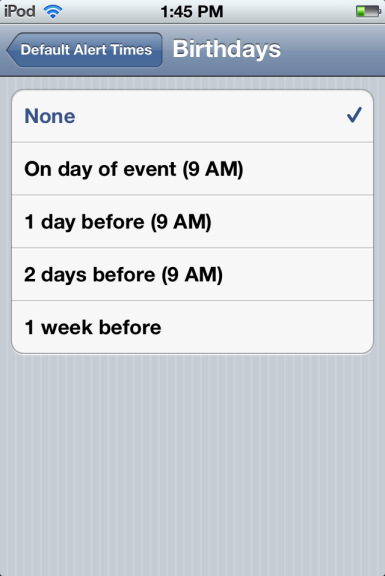 iPod 1:45 PM
Default Alert Times Birthdays
None
On day of event (9 AM)
1 day before (9 AM)
2 days before (9 AM)
1 week before